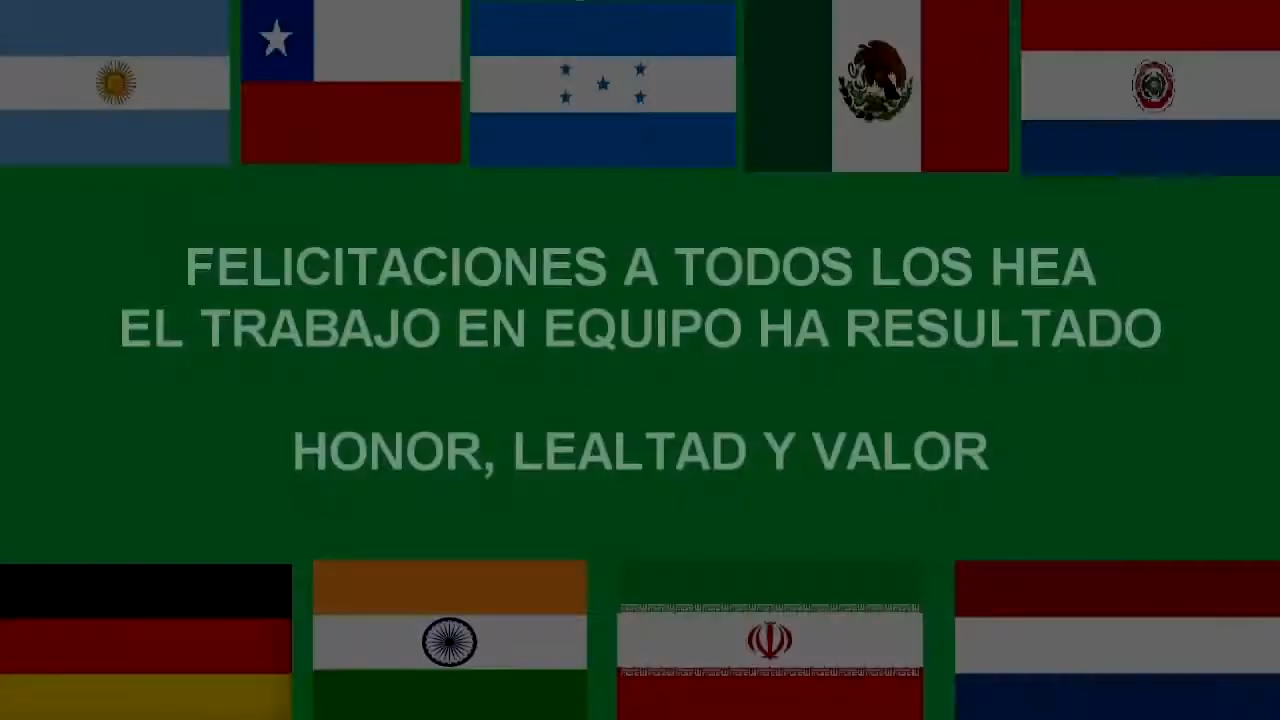 FELICITACIONES A TODOS LOS HEA
EL TRABAJO EN EQUIPO HA RESULTADO
HONOR, LEALTAD Y VALOR